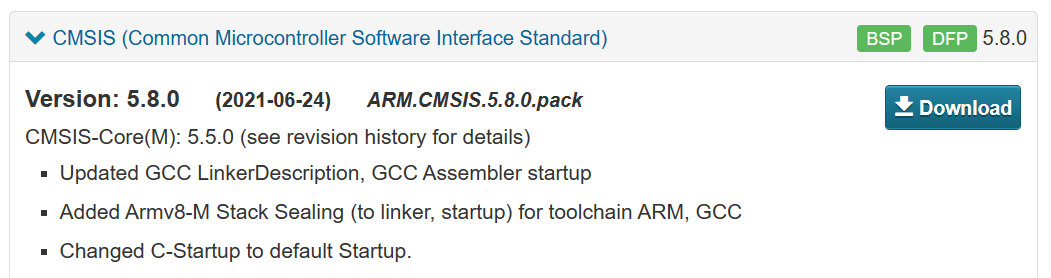 CMSIS (Common Microcontroller Software Interface Standard) BSP DFP 5.8.0
Version: 5.8.0 (2021-06-24) ARM.CMSIS.5.8.0.pack Download
CMSIS-Core(M): 5.5.0 (see revision history for details)
▪ Updated GCC LinkerDescription, GCC Assembler startup
▪ Added Armv8-M Stack Sealing (to linker, startup) for toolchain ARM, GCC
▪ Changed C-Startup to default Startup.